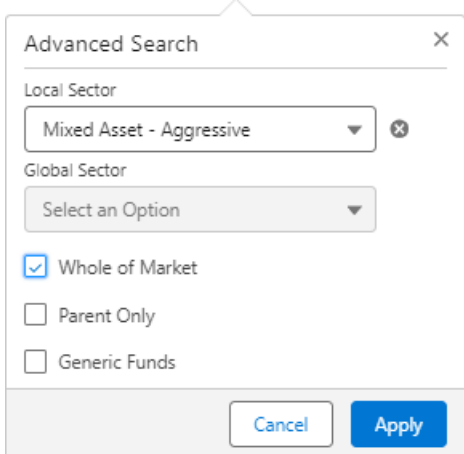 Advanced Search
Local Sector
Mixed Asset - Aggressive
Global Sector
Select an Option
Whole of Market
Parent Only
Generic Funds
Cancel Apply